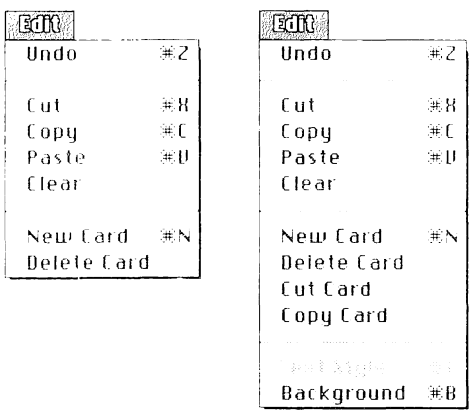 Edit
Undo ⌘Z
Cut ⌘X
Copy ⌘C
Paste ⌘V
Clear
New Card ⌘N
Delete Card
Edit
Undo ⌘Z
Cut ⌘X
Copy ⌘C
Paste ⌘V
Clear
New Card ⌘N
Delete Card
Cut Card
Copy Card
Background ⌘B